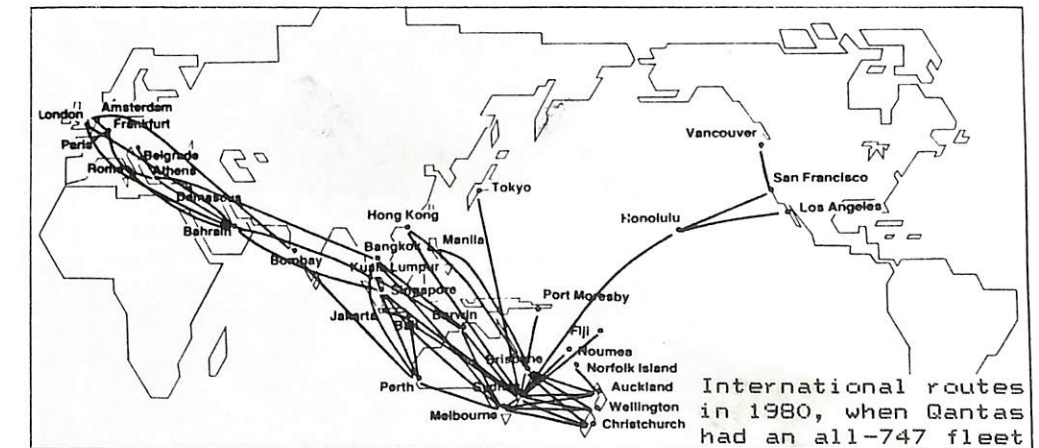 London
Amsterdam
Frankfurt
Paris
Belgrade
Rome
Athens
Damascus
Bahrain
Bombay
Hong Kong
Bangkok
Manila
Kuala Lumpur
Singapore
Jakarta
Bali
Darwin
Tokyo
Vancouver
San Francisco
Los Angeles
Honolulu
Port Moresby
Fiji
Noumea
Brisbane
Norfolk Island
Perth
Sydney
Auckland
Melbourne
Wellington
Christchurch
International routes
in 1980, when Qantas
had an all-747 fleet